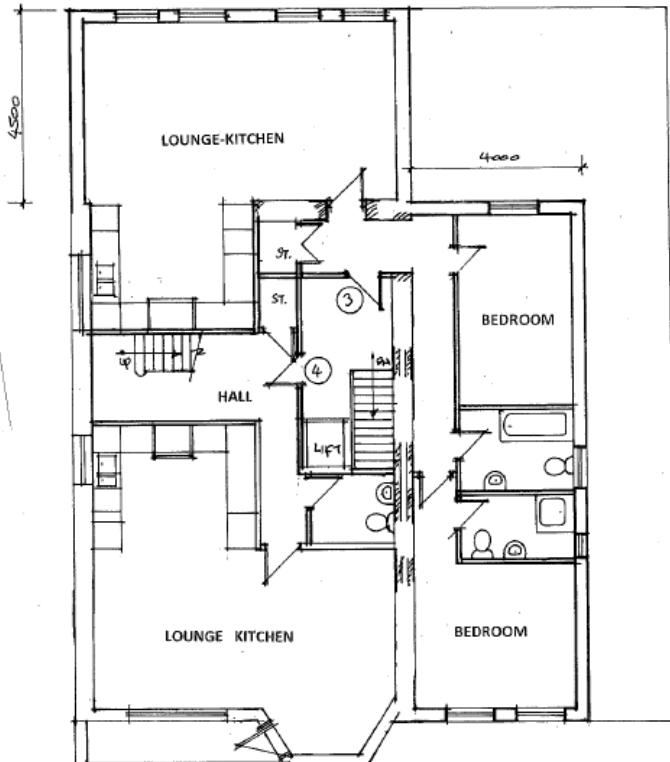 4500
LOUNGE-KITCHEN
4000
ST.
ST.
3
BEDROOM
UP
4
HALL
LIFT
LOUNGE KITCHEN
BEDROOM